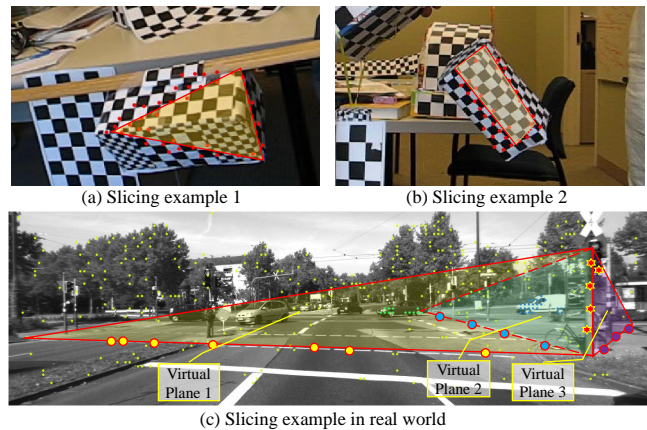 (a) Slicing example 1
(b) Slicing example 2
Virtual
Plane 1
Virtual
Plane 2
Virtual
Plane 3
(c) Slicing example in real world